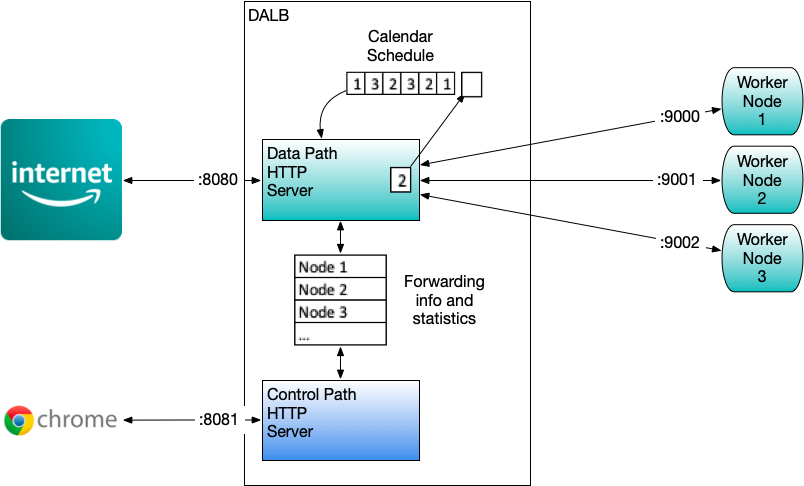 DALB
Calendar
Schedule
1 3 2 3 2 1
internet
:8080
Data Path
HTTP
Server
2
:9000
:9001
:9002
Worker
Node
1
Worker
Node
2
Worker
Node
3
Node 1
Node 2
Node 3
...
Forwarding
info and
statistics
chrome
:8081
Control Path
HTTP
Server